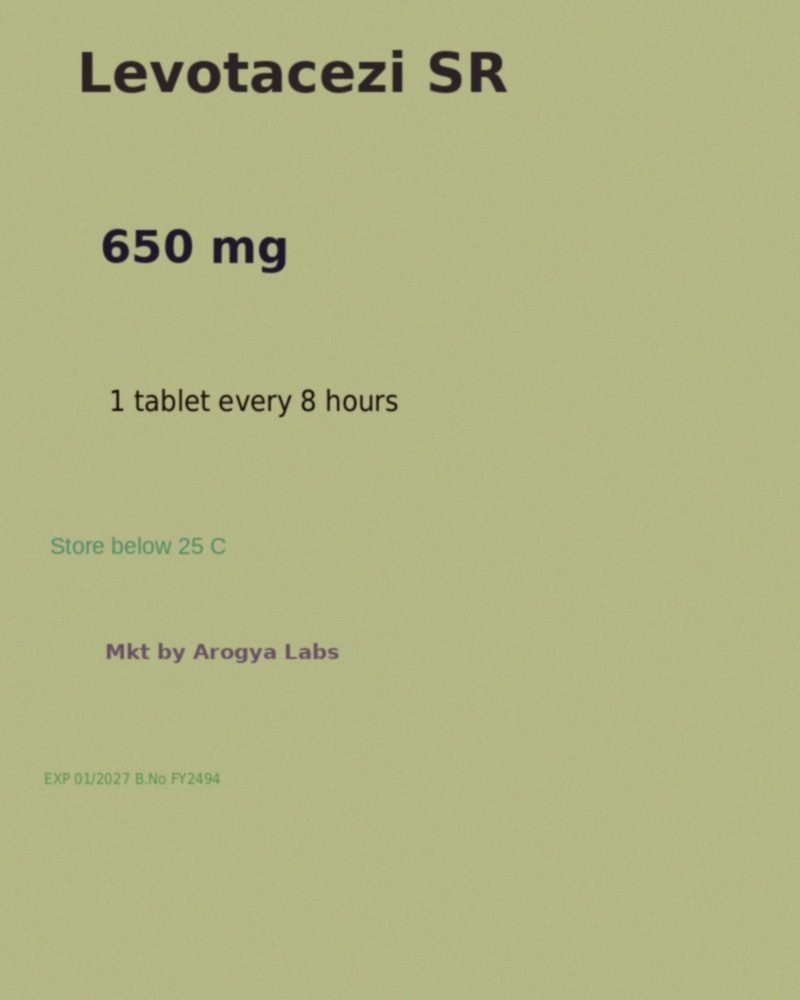 Levotacezi SR
650 mg
1 tablet every 8 hours
Store below 25 C
Mkt by Arogya Labs
EXP 01/2027 B.No FY2494